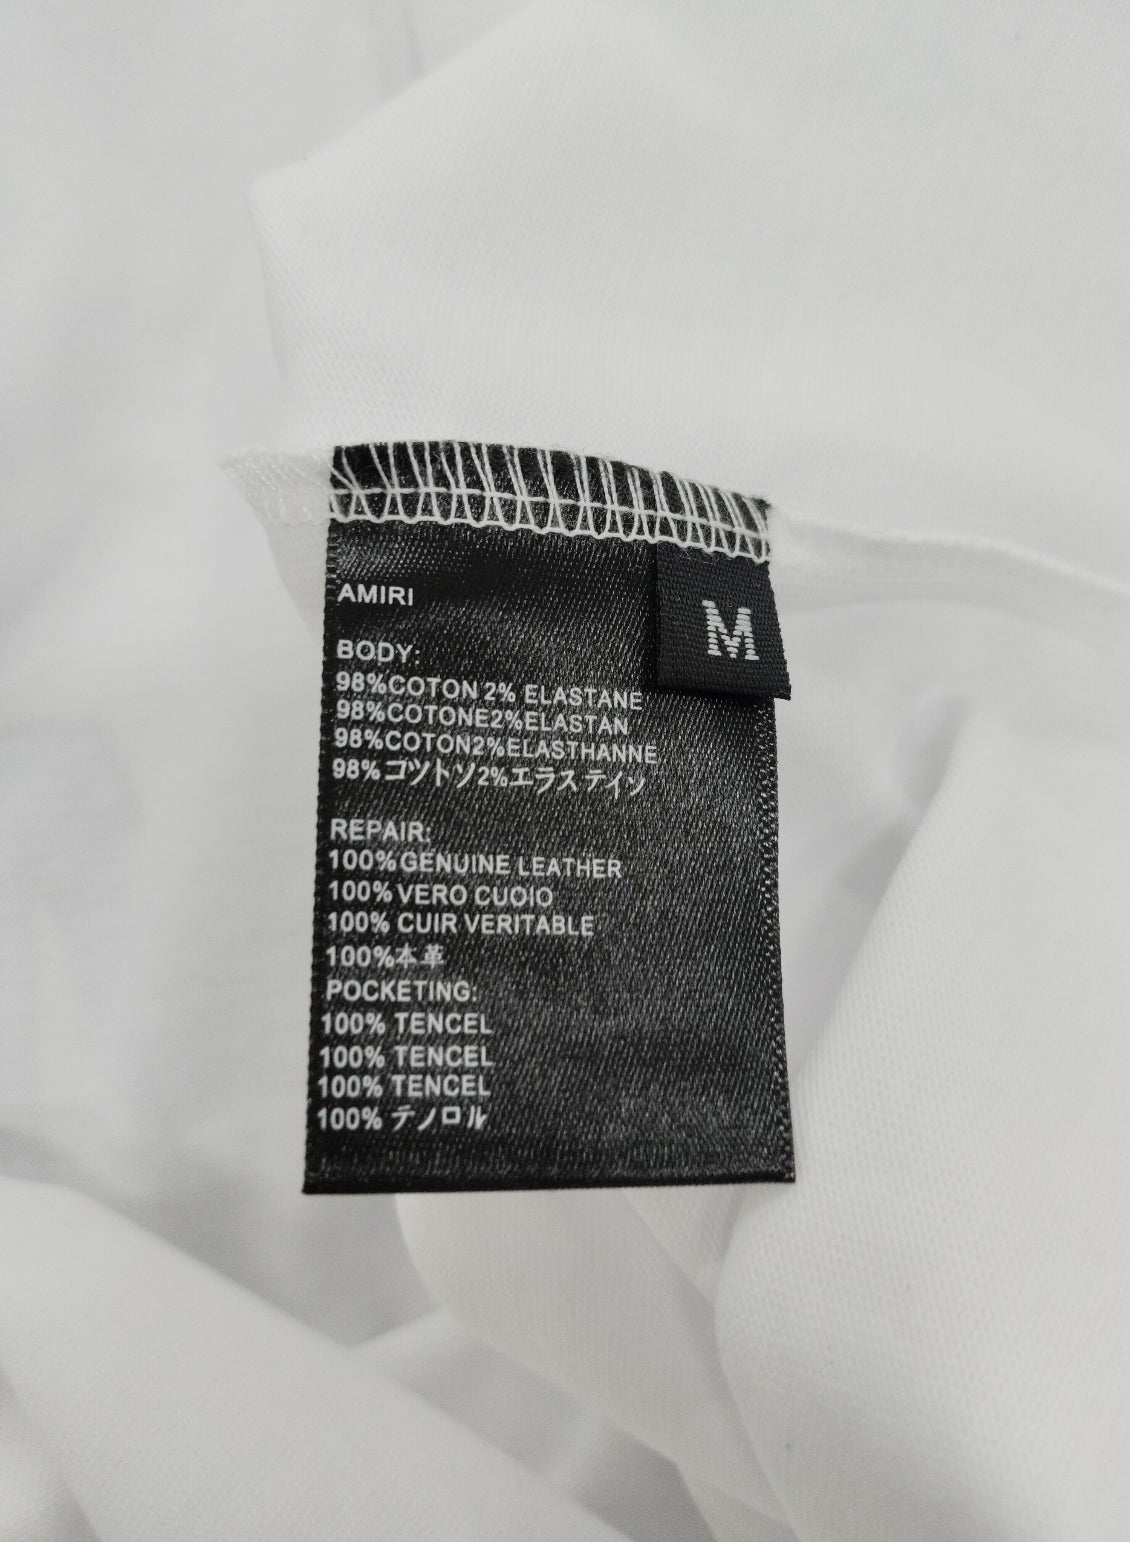 AMIRI
M
BODY:
98%COTON 2% ELASTANE
98%COTONE2%ELASTAN
98%COTON2%ELASTHANNE
98%コツトソ2%エラスティソ
REPAIR:
100%GENUINE LEATHER
100%VERO CUOIO
100% CUIR VERITABLE
100%本革
POCKETING:
100% TENCEL
100% TENCEL
100% TENCEL
100% テノロル